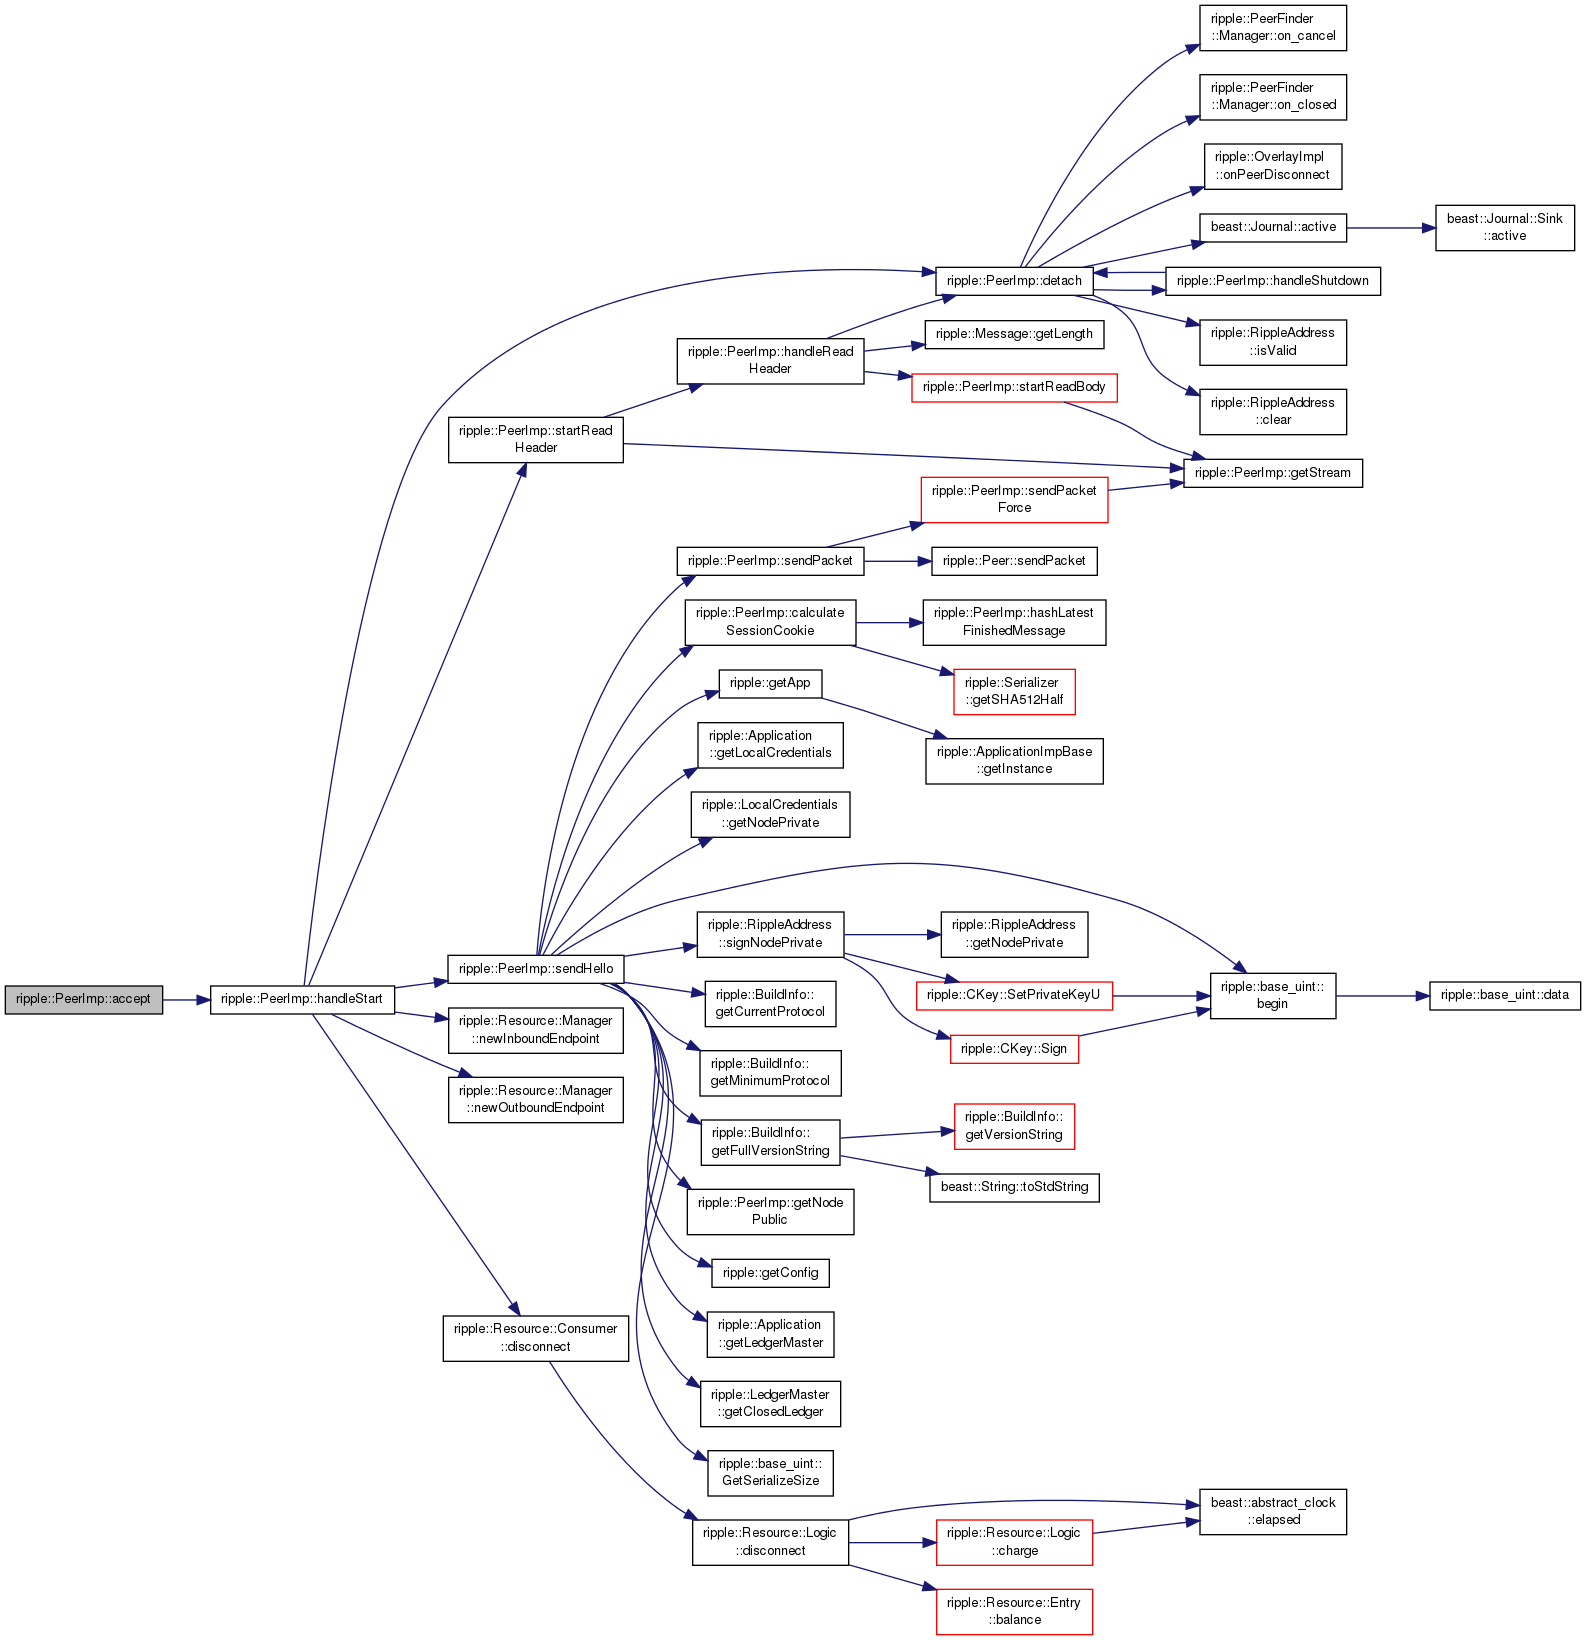 ripple::PeerFinder
::Manager::on_cancel
ripple::PeerFinder
::Manager::on_closed
ripple::OverlayImpl
::onPeerDisconnect
beast::Journal::active
beast::Journal::Sink
::active
ripple::PeerImp::detach
ripple::PeerImp::handleShutdown
ripple::Message::getLength
ripple::RippleAddress
::isValid
ripple::PeerImp::handleRead
Header
ripple::PeerImp::startReadBody
ripple::RippleAddress
::clear
ripple::PeerImp::startRead
Header
ripple::PeerImp::getStream
ripple::PeerImp::sendPacket
Force
ripple::PeerImp::sendPacket
ripple::Peer::sendPacket
ripple::PeerImp::calculate
SessionCookie
ripple::PeerImp::hashLatest
FinishedMessage
ripple::getApp
ripple::Serializer
::getSHA512Half
ripple::Application
::getLocalCredentials
ripple::ApplicationImpBase
::getInstance
ripple::LocalCredentials
::getNodePrivate
ripple::RippleAddress
::signNodePrivate
ripple::RippleAddress
::getNodePrivate
ripple::PeerImp::sendHello
ripple::PeerImp::accept
ripple::PeerImp::handleStart
ripple::BuildInfo::
getCurrentProtocol
ripple::CKey::SetPrivateKeyU
ripple::base_uint::
begin
ripple::base_uint::data
ripple::Resource::Manager
::newInboundEndpoint
ripple::CKey::Sign
ripple::BuildInfo::
getMinimumProtocol
ripple::Resource::Manager
::newOutboundEndpoint
ripple::BuildInfo::
getFullVersionString
ripple::BuildInfo::
getVersionString
beast::String::toStdString
ripple::PeerImp::getNode
Public
ripple::getConfig
ripple::Resource::Consumer
::disconnect
ripple::Application
::getLedgerMaster
ripple::LedgerMaster
::getClosedLedger
ripple::base_uint::
GetSerializeSize
ripple::Resource::Logic
::disconnect
ripple::Resource::Logic
::charge
beast::abstract_clock
::elapsed
ripple::Resource::Entry
::balance